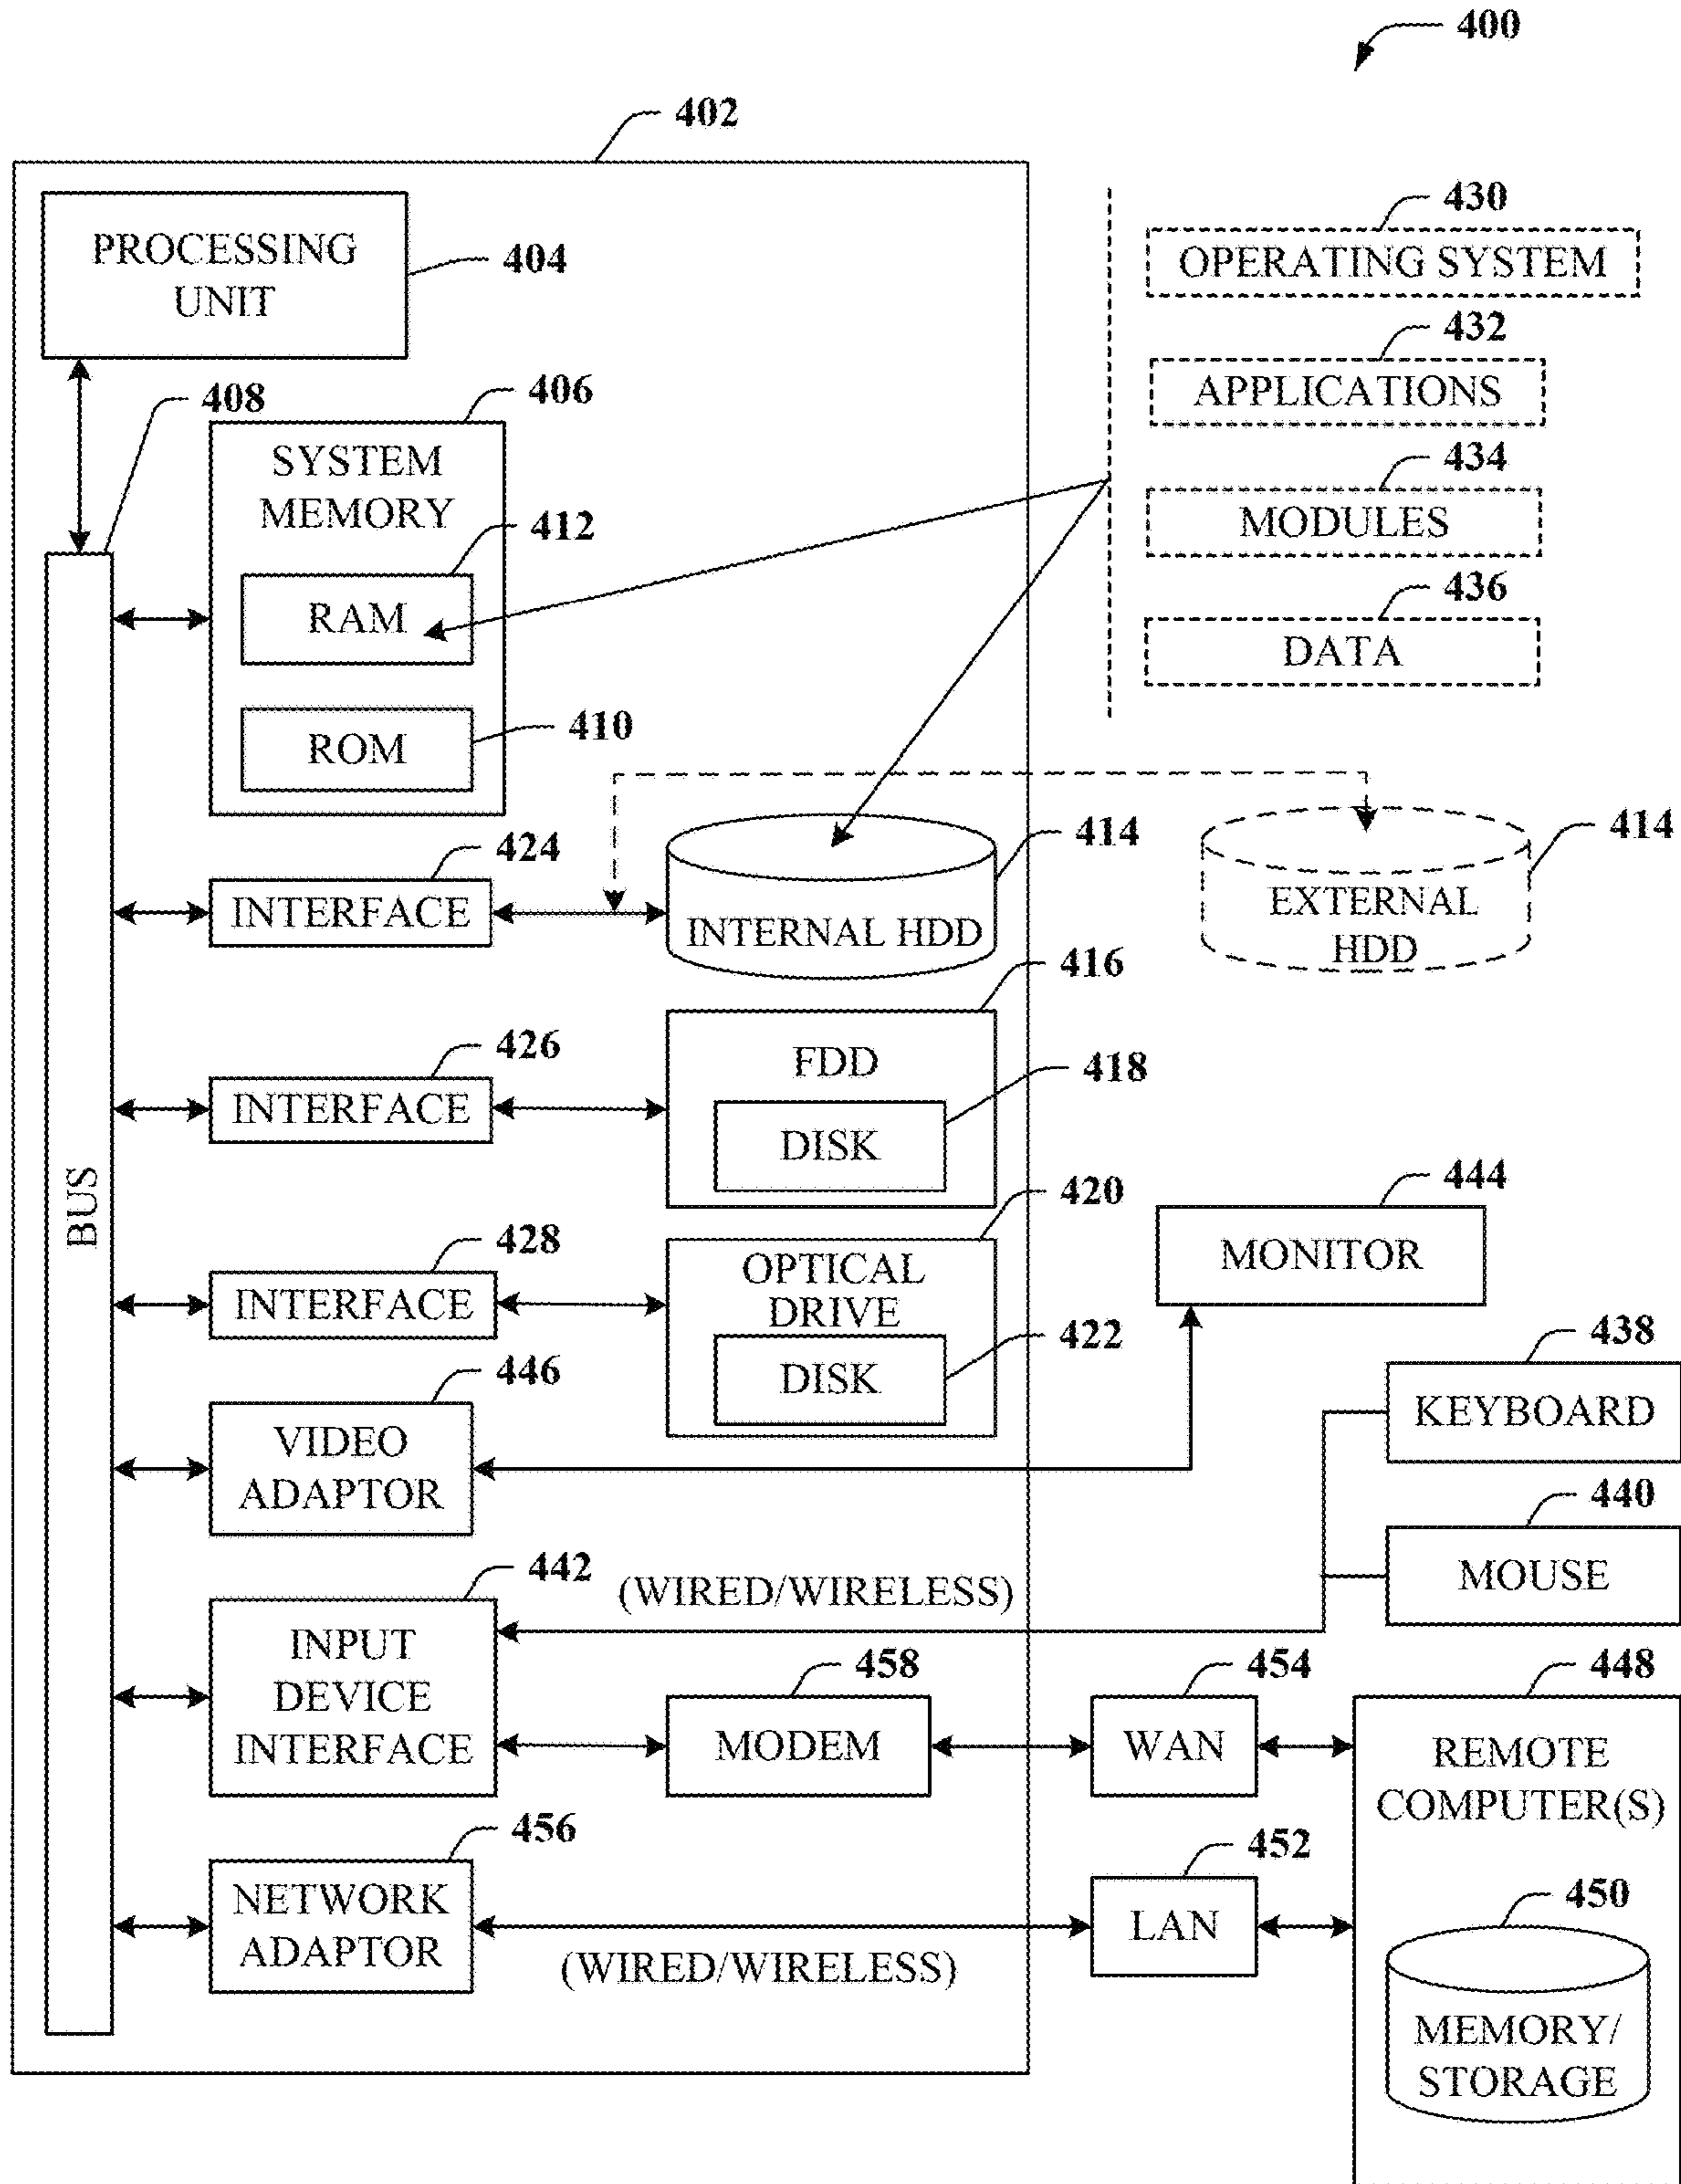 400
402
PROCESSING
UNIT
404
430
OPERATING SYSTEM
432
APPLICATIONS
434
MODULES
436
DATA
408
406
SYSTEM
MEMORY
412
RAM
410
ROM
BUS
424
INTERFACE
414
INTERNAL HDD
414
EXTERNAL
HDD
426
INTERFACE
416
FDD
418
DISK
428
INTERFACE
420
OPTICAL
DRIVE
422
DISK
444
MONITOR
446
VIDEO
ADAPTOR
438
KEYBOARD
440
MOUSE
442
INPUT
DEVICE
INTERFACE
(WIRED/WIRELESS)
458
MODEM
454
WAN
448
REMOTE
COMPUTER(S)
456
NETWORK
ADAPTOR
(WIRED/WIRELESS)
452
LAN
450
MEMORY/
STORAGE